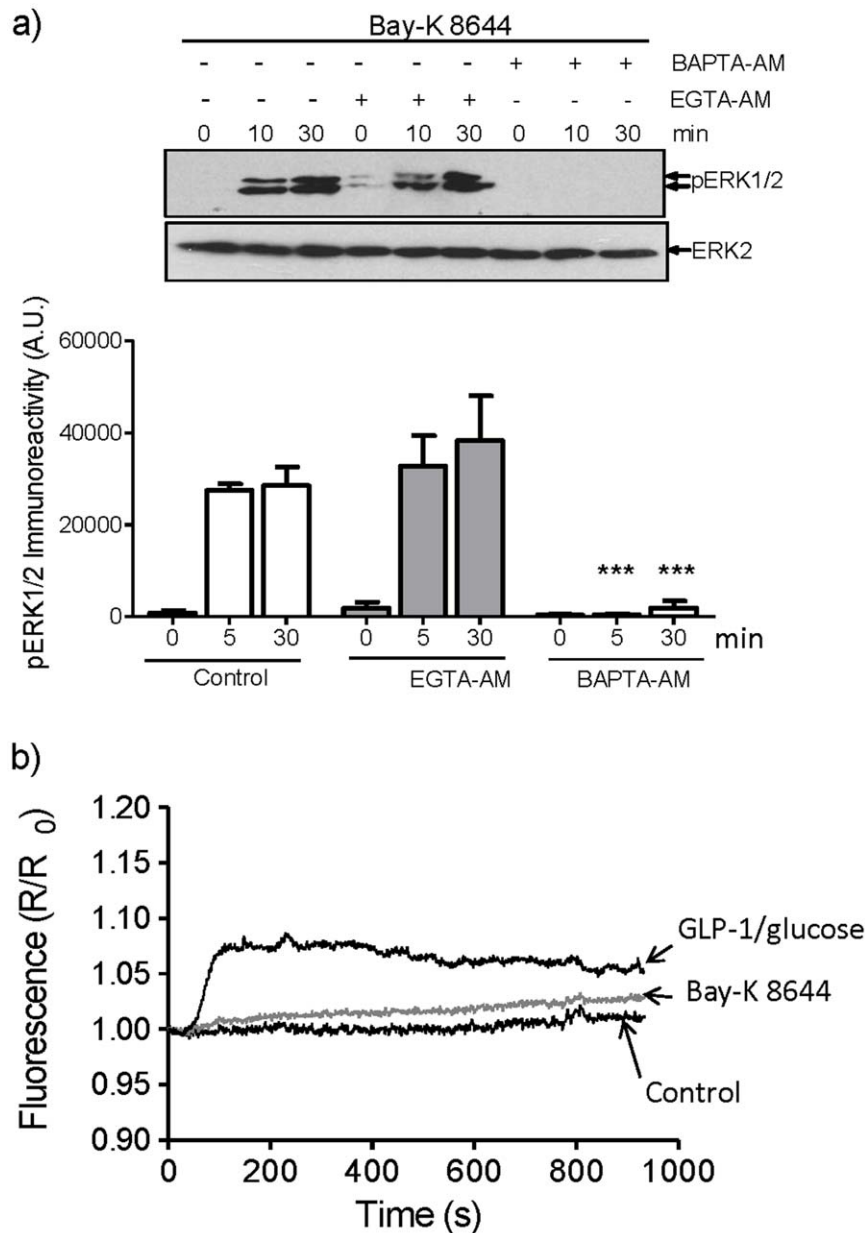 a)
Bay-K 8644
- - - - - - + + + BAPTA-AM
- - - + + + - - - EGTA-AM
0 10 30 0 10 30 0 10 30 min
pERK1/2
ERK2
pERK1/2 Immunoreactivity (A.U.)
60000
40000
20000
0
*** ***
0 5 30 0 5 30 0 5 30 min
Control EGTA-AM BAPTA-AM
b)
Fluorescence (R/R 0)
1.20
1.15
1.10
1.05
1.00
0.95
0.90
GLP-1/glucose
Bay-K 8644
Control
0 200 400 600 800 1000
Time (s)